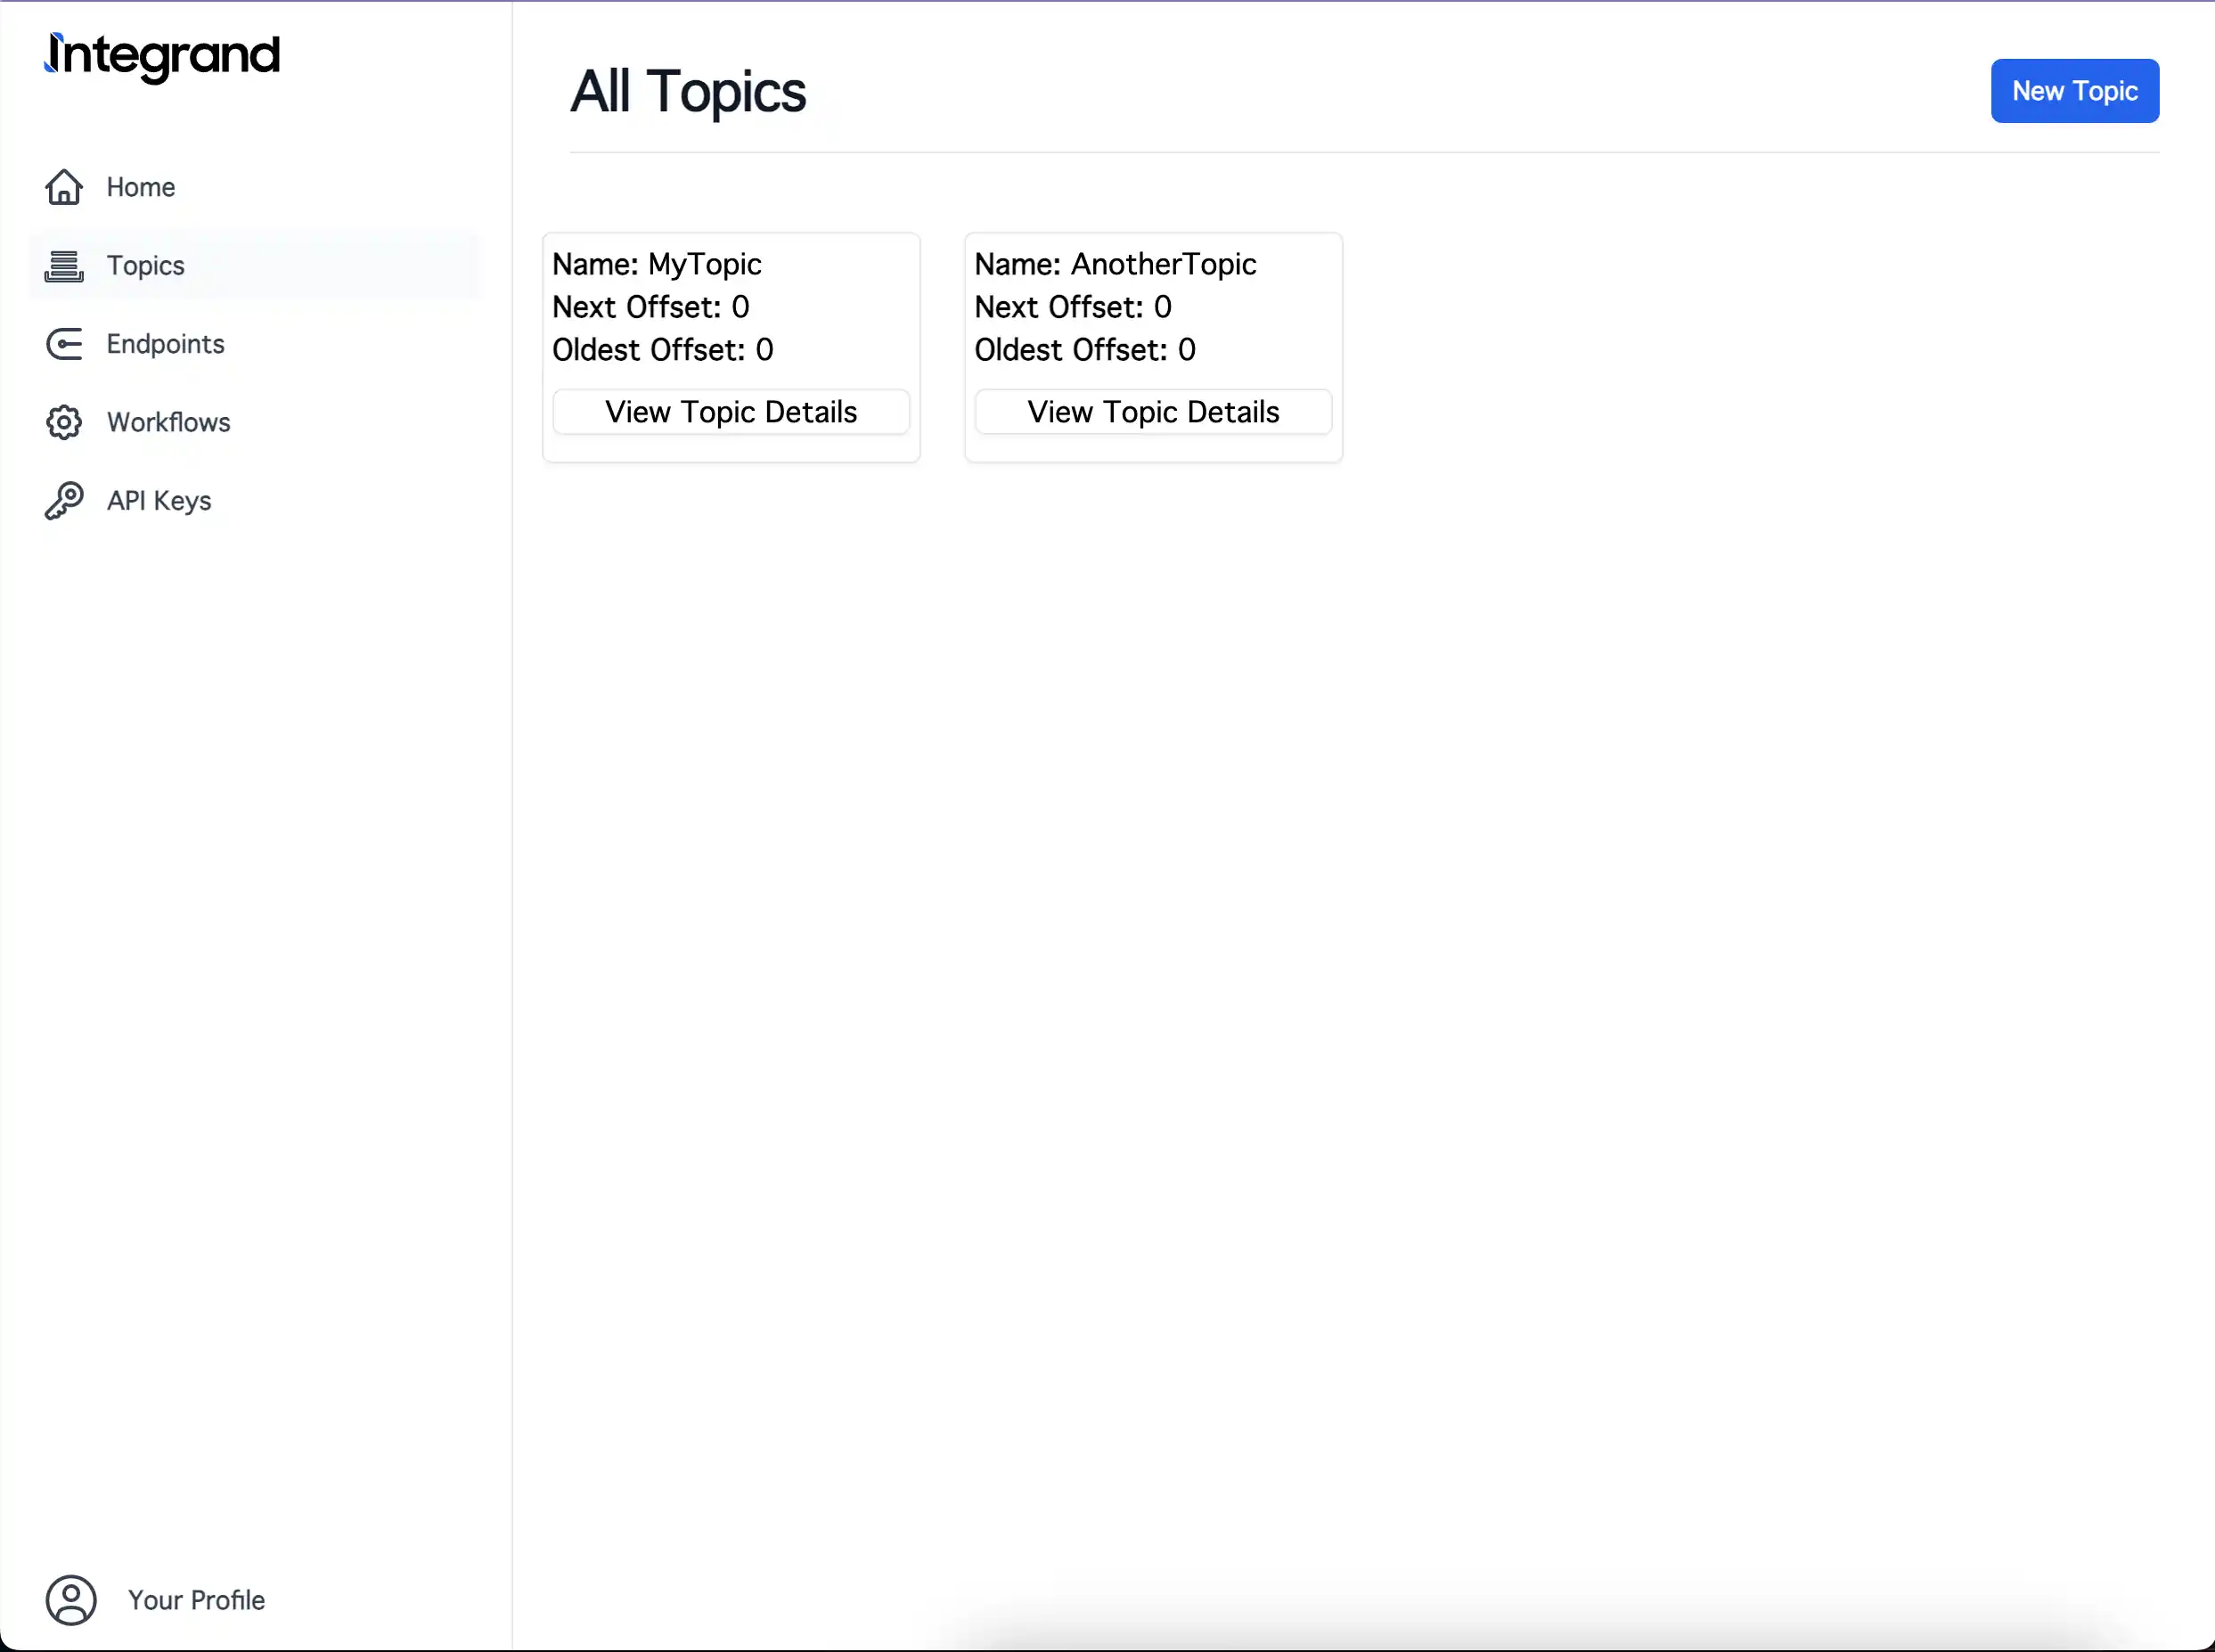 Integrand
Home
Topics
Endpoints
Workflows
API Keys
Your Profile
All Topics
New Topic
Name: MyTopic
Next Offset: 0
Oldest Offset: 0
View Topic Details
Name: AnotherTopic
Next Offset: 0
Oldest Offset: 0
View Topic Details